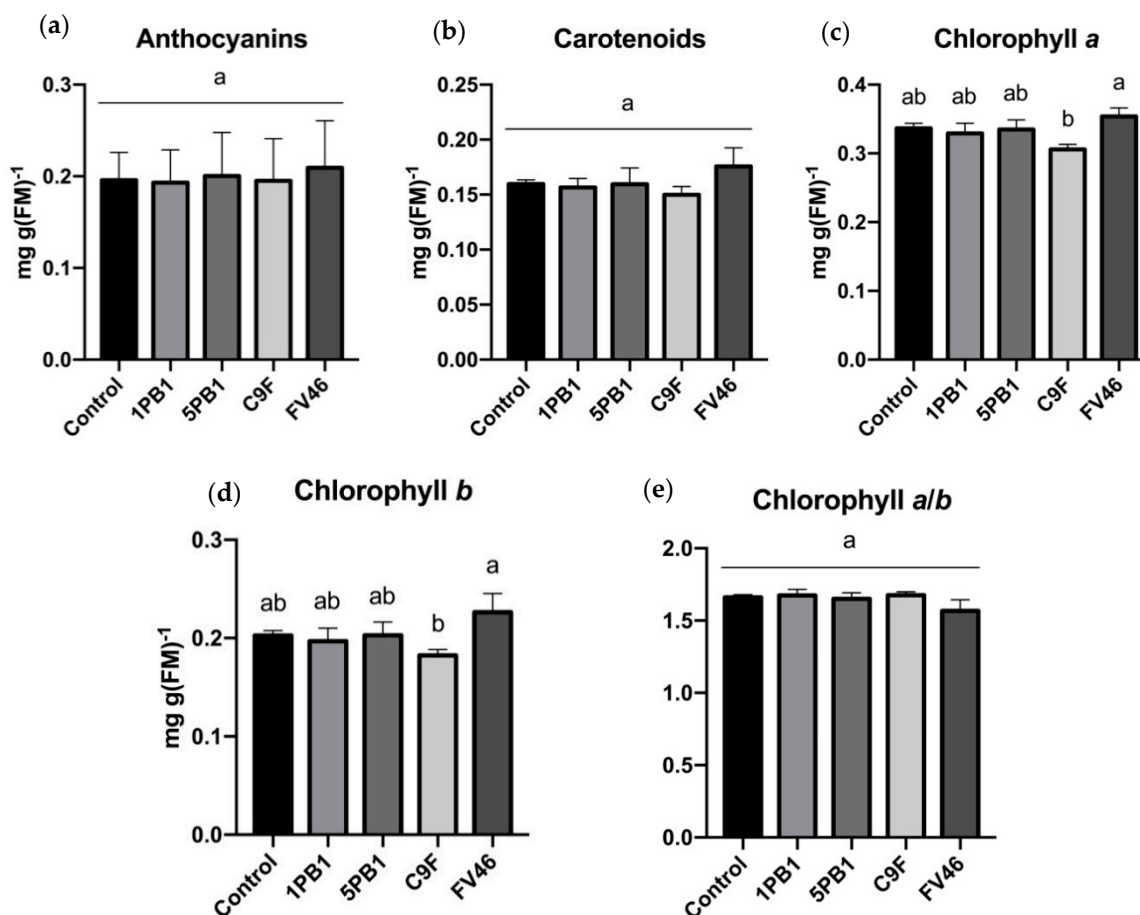 (a)
Anthocyanins
a
0.3
0.2
0.1
0.0
mg g(FM)-1
Control
1PB1
5PB1
C9F
FV46
(b)
Carotenoids
a
0.25
0.20
0.15
0.10
0.05
0.00
mg g(FM)-1
Control
1PB1
5PB1
C9F
FV46
(c)
Chlorophyll a
ab ab ab b a
0.4
0.3
0.2
0.1
0.0
mg g(FM)-1
Control
1PB1
5PB1
C9F
FV46
(d)
Chlorophyll b
ab ab ab b a
0.3
0.2
0.1
0.0
mg g(FM)-1
Control
1PB1
5PB1
C9F
FV46
(e)
Chlorophyll a/b
a
2.0
1.5
1.0
0.5
0.0
Control
1PB1
5PB1
C9F
FV46